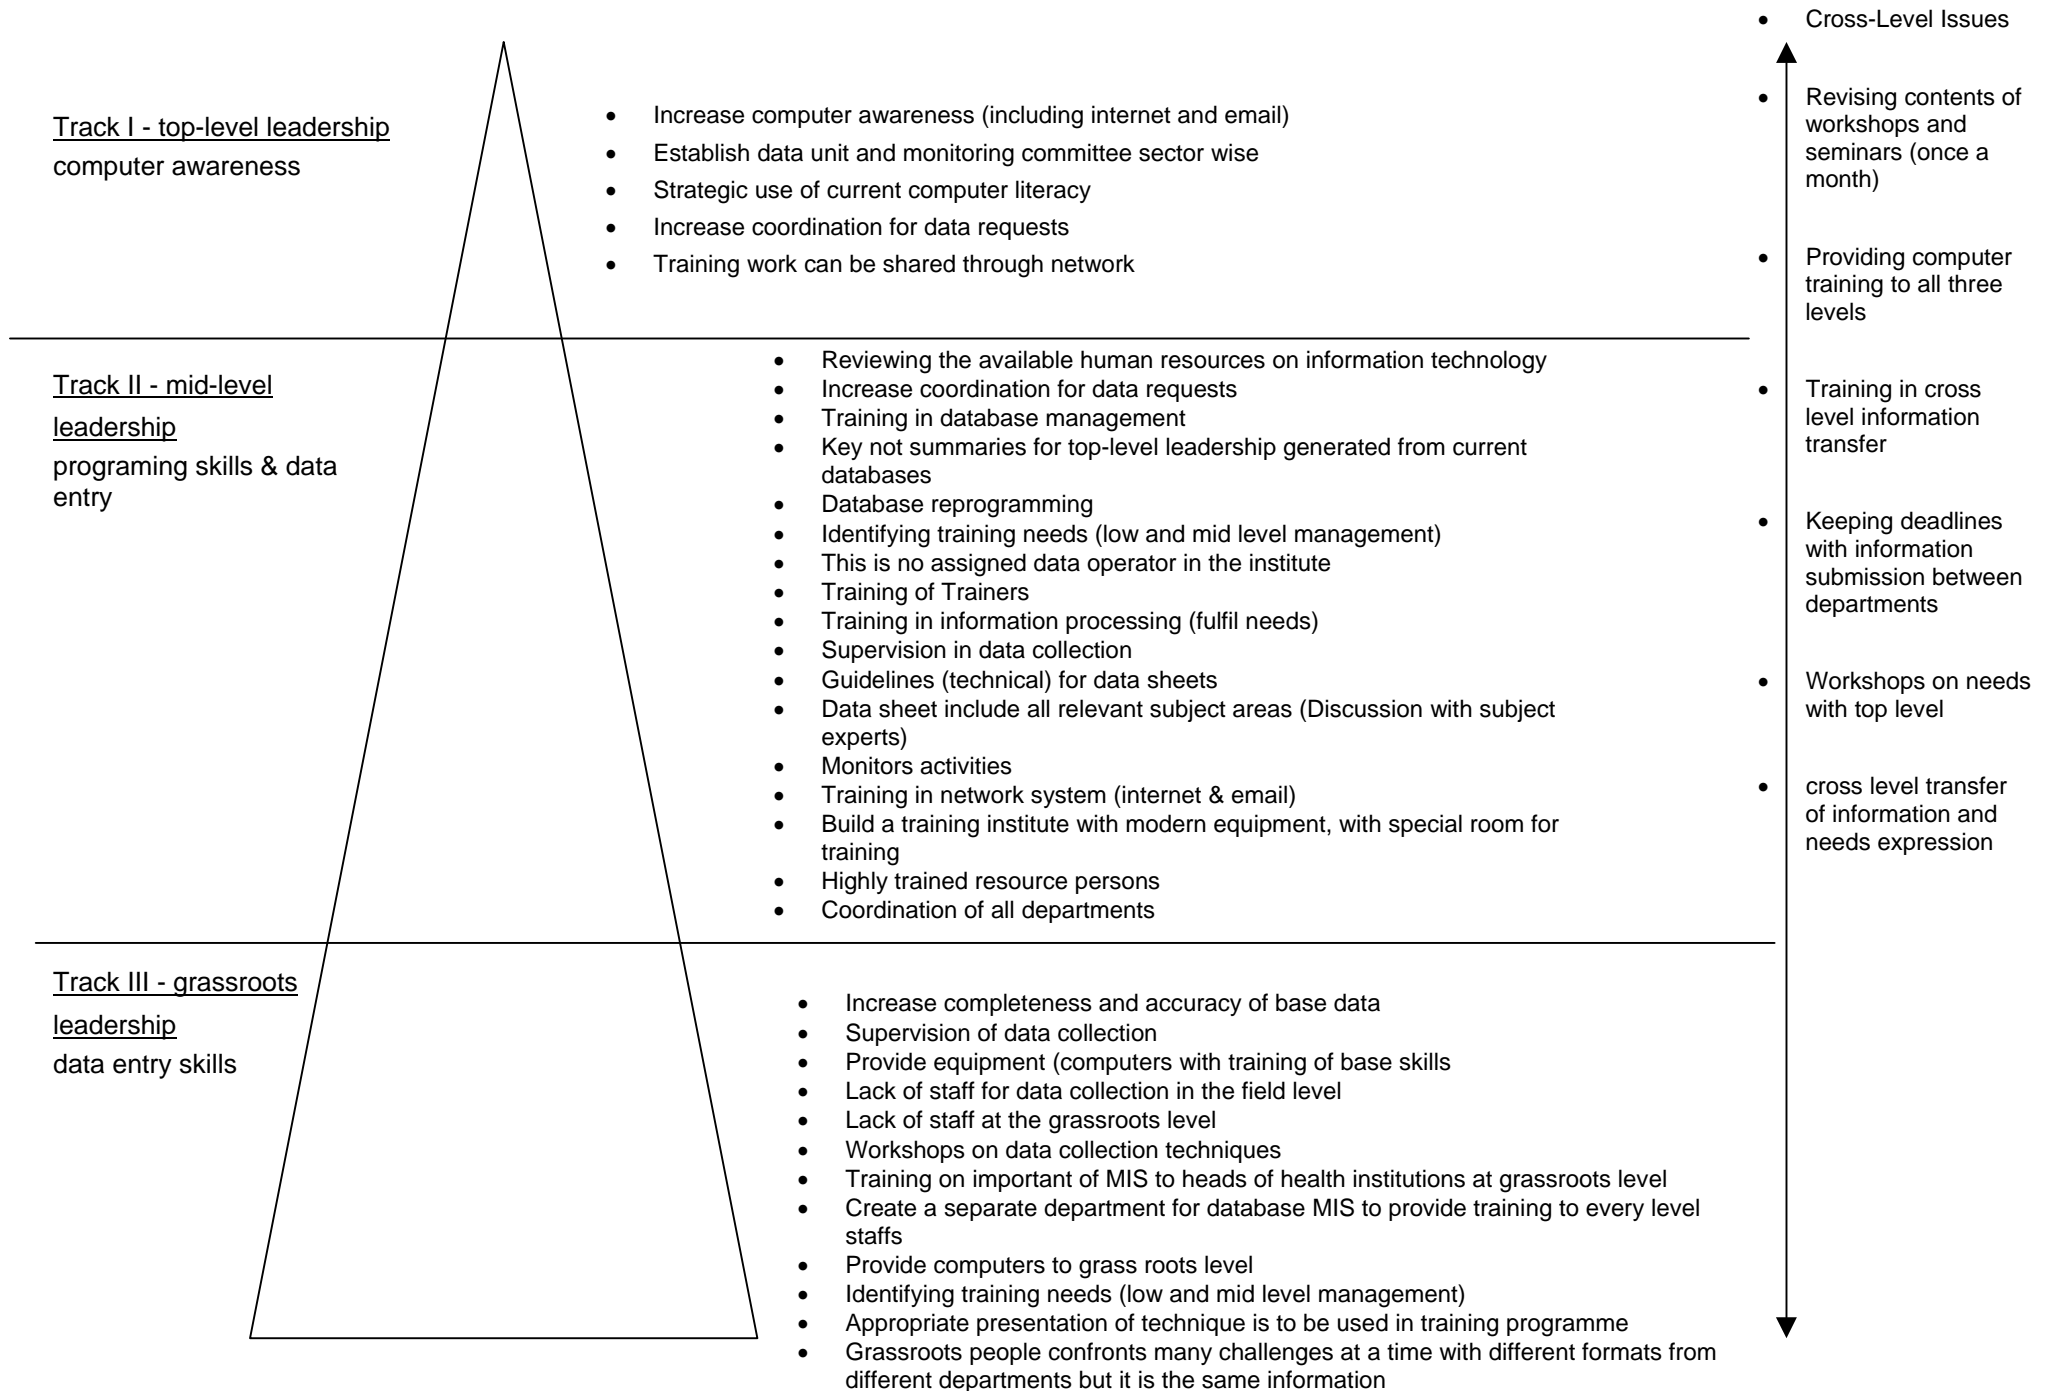 Track I - top-level leadership
computer awareness
• Increase computer awareness (including internet and email)
• Establish data unit and monitoring committee sector wise
• Strategic use of current computer literacy
• Increase coordination for data requests
• Training work can be shared through network
Track II - mid-level
leadership
programing skills & data
entry
• Reviewing the available human resources on information technology
• Increase coordination for data requests
• Training in database management
• Key not summaries for top-level leadership generated from current
databases
• Database reprogramming
• Identifying training needs (low and mid level management)
• This is no assigned data operator in the institute
• Training of Trainers
• Training in information processing (fulfil needs)
• Supervision in data collection
• Guidelines (technical) for data sheets
• Data sheet include all relevant subject areas (Discussion with subject
experts)
• Monitors activities
• Training in network system (internet & email)
• Build a training institute with modern equipment, with special room for
training
• Highly trained resource persons
• Coordination of all departments
Track III - grassroots
leadership
data entry skills
• Increase completeness and accuracy of base data
• Supervision of data collection
• Provide equipment (computers with training of base skills
• Lack of staff for data collection in the field level
• Lack of staff at the grassroots level
• Workshops on data collection techniques
• Training on important of MIS to heads of health institutions at grassroots level
• Create a separate department for database MIS to provide training to every level
staffs
• Provide computers to grass roots level
• Identifying training needs (low and mid level management)
• Appropriate presentation of technique is to be used in training programme
• Grassroots people confronts many challenges at a time with different formats from
different departments but it is the same information
• Cross-Level Issues
• Revising contents of
workshops and
seminars (once a
month)
• Providing computer
training to all three
levels
• Training in cross
level information
transfer
• Keeping deadlines
with information
submission between
departments
• Workshops on needs
with top level
• cross level transfer
of information and
needs expression